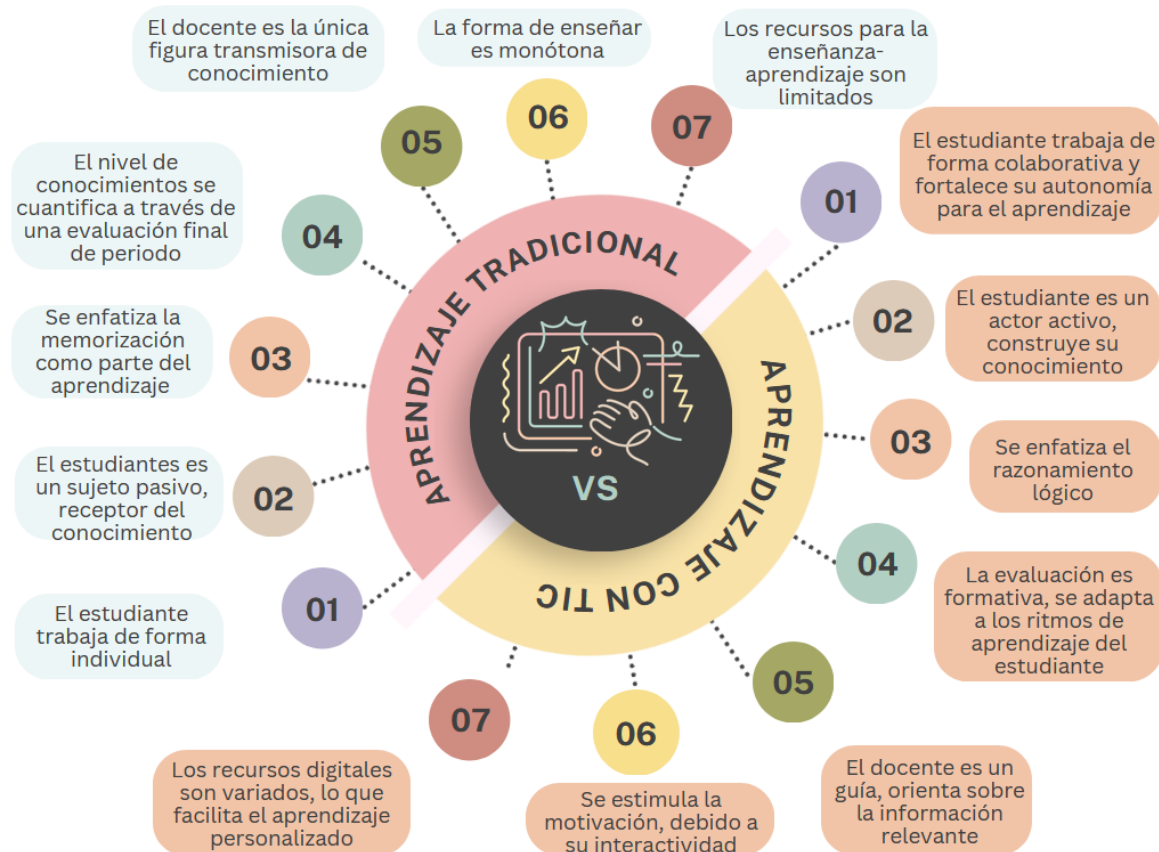 El docente es la única
figura transmisora de
conocimiento
05
La forma de enseñar
es monótona
06
Los recursos para la
enseñanza-
aprendizaje son
limitados
07
El nivel de
conocimientos se
cuantifica a través de
una evaluación final
de periodo
04
Se enfatiza la
memorización
como parte del
aprendizaje
03
El estudiantes es
un sujeto pasivo,
receptor del
conocimiento
02
El estudiante
trabaja de forma
individual
01
APRENDIZAJE TRADICIONAL
VS
APRENDIZAJE CON TIC
01
El estudiante trabaja de
forma colaborativa y
fortalece su autonomía
para el aprendizaje
02
El estudiante es un
actor activo,
construye su
conocimiento
03
Se enfatiza el
razonamiento
lógico
04
La evaluación es
formativa, se adapta
a los ritmos de
aprendizaje del
estudiante
05
El docente es un
guía, orienta sobre
la información
relevante
06
Se estimula la
motivación, debido a
su interactividad
07
Los recursos digitales
son variados, lo que
facilita el aprendizaje
personalizado